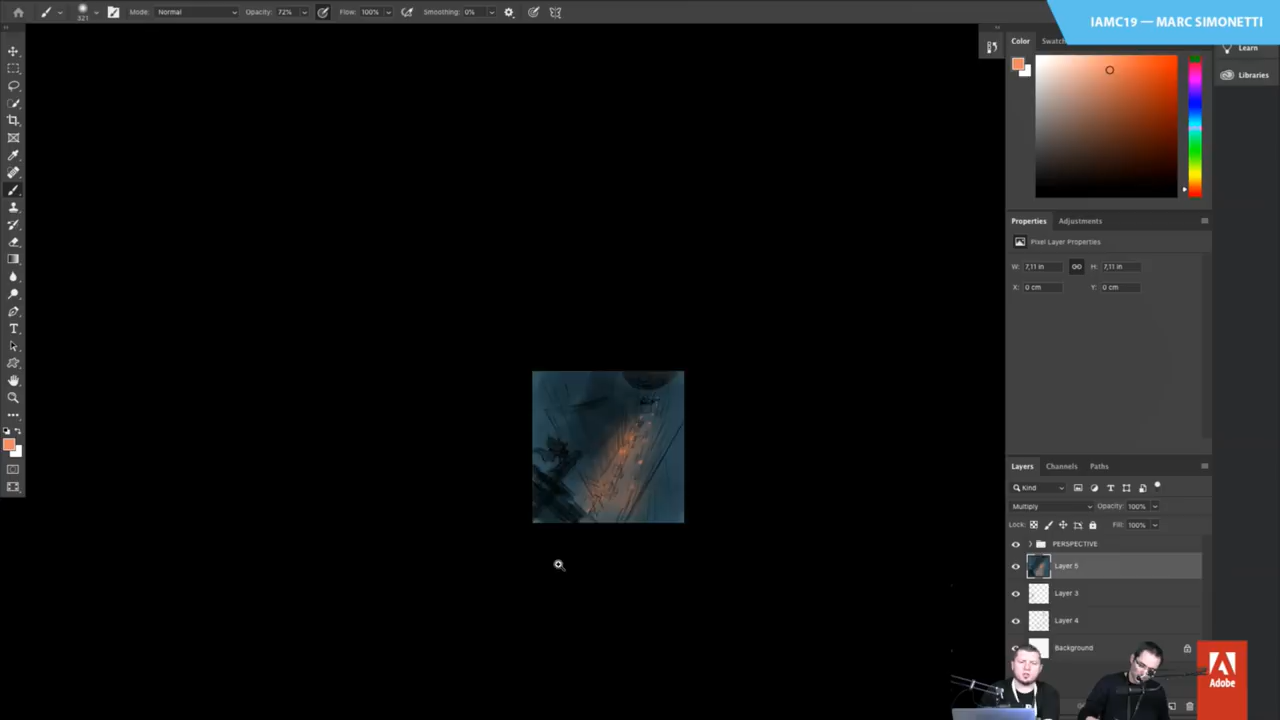 IAMC19 — MARC SIMONETTI
321
Mode: Normal
Opacity: 72%
Flow: 100%
Smoothing: 0%
Color
Swatch
Learn
Libraries
Properties
Adjustments
Pixel Layer Properties
W: 7,11 in
H: 7,11 in
X: 0 cm
Y: 0 cm
Layers
Channels
Paths
Kind
Multiply
Opacity: 100%
Lock:
Fill: 100%
PERSPECTIVE
Layer 5
Layer 3
Layer 4
Background
Adobe